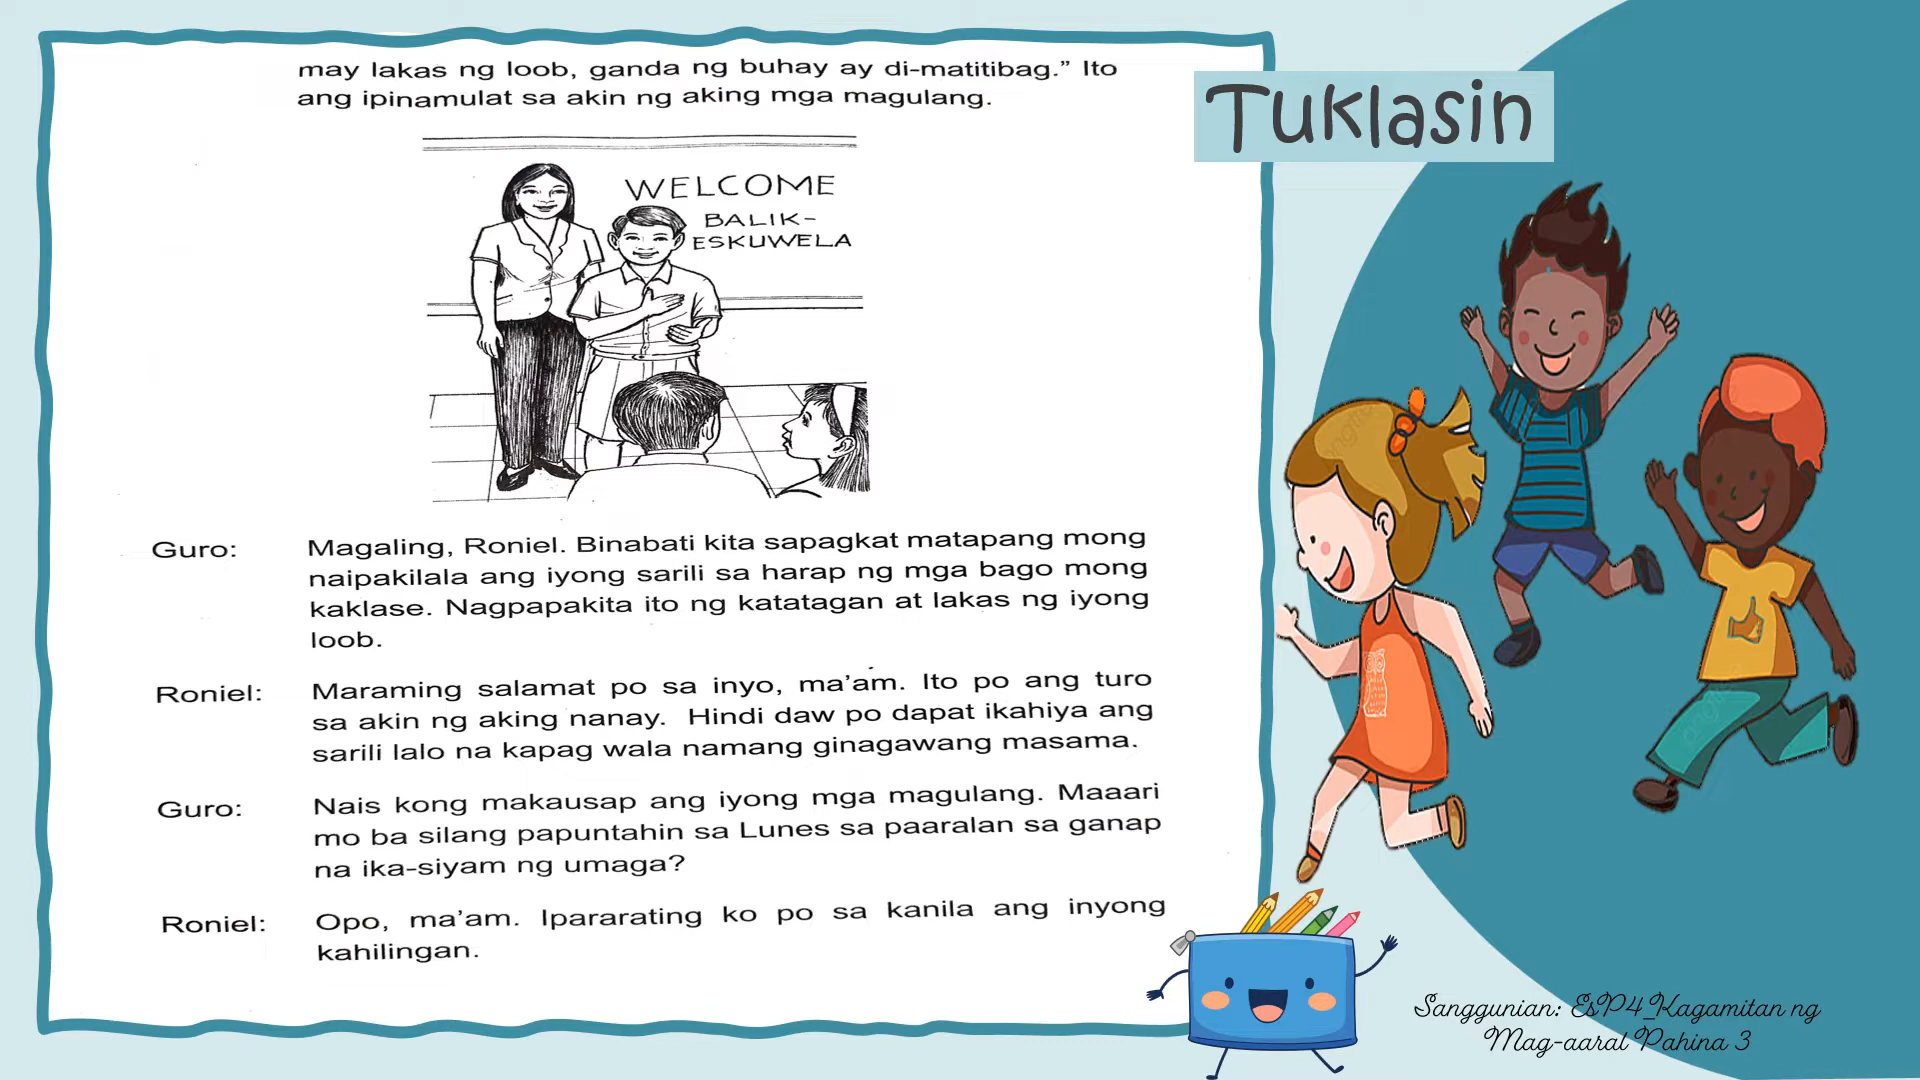 may lakas ng loob, ganda ng buhay ay di-matitibag.” Ito
ang ipinamulat sa akin ng aking mga magulang.
Tuklasin
WELCOME
BALIK-
ESKUWELA
Guro: Magaling, Roniel. Binabati kita sapagkat matapang mong
naipakilala ang iyong sarili sa harap ng mga bago mong
kaklase. Nagpapakita ito ng katatagan at lakas ng iyong
loob.
Roniel: Maraming salamat po sa inyo, ma’am. Ito po ang turo
sa akin ng aking nanay. Hindi daw po dapat ikahiya ang
sarili lalo na kapag wala namang ginagawang masama.
Guro: Nais kong makausap ang iyong mga magulang. Maaari
mo ba silang papuntahin sa Lunes sa paaralan sa ganap
na ika-siyam ng umaga?
Roniel: Opo, ma’am. Ipararating ko po sa kanila ang inyong
kahilingan.
Sanggunian: EsP4_Kagamitan ng
Mag-aaral Pahina 3